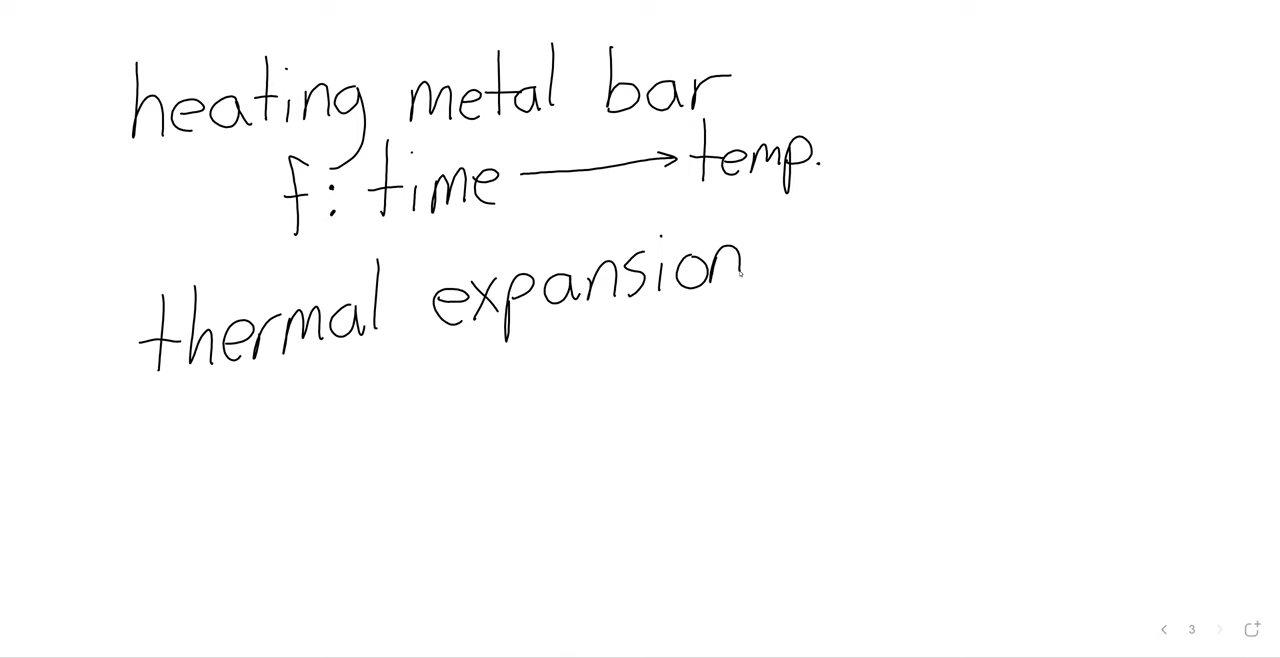 heating metal bar
f: time → temp.
thermal expansion
3